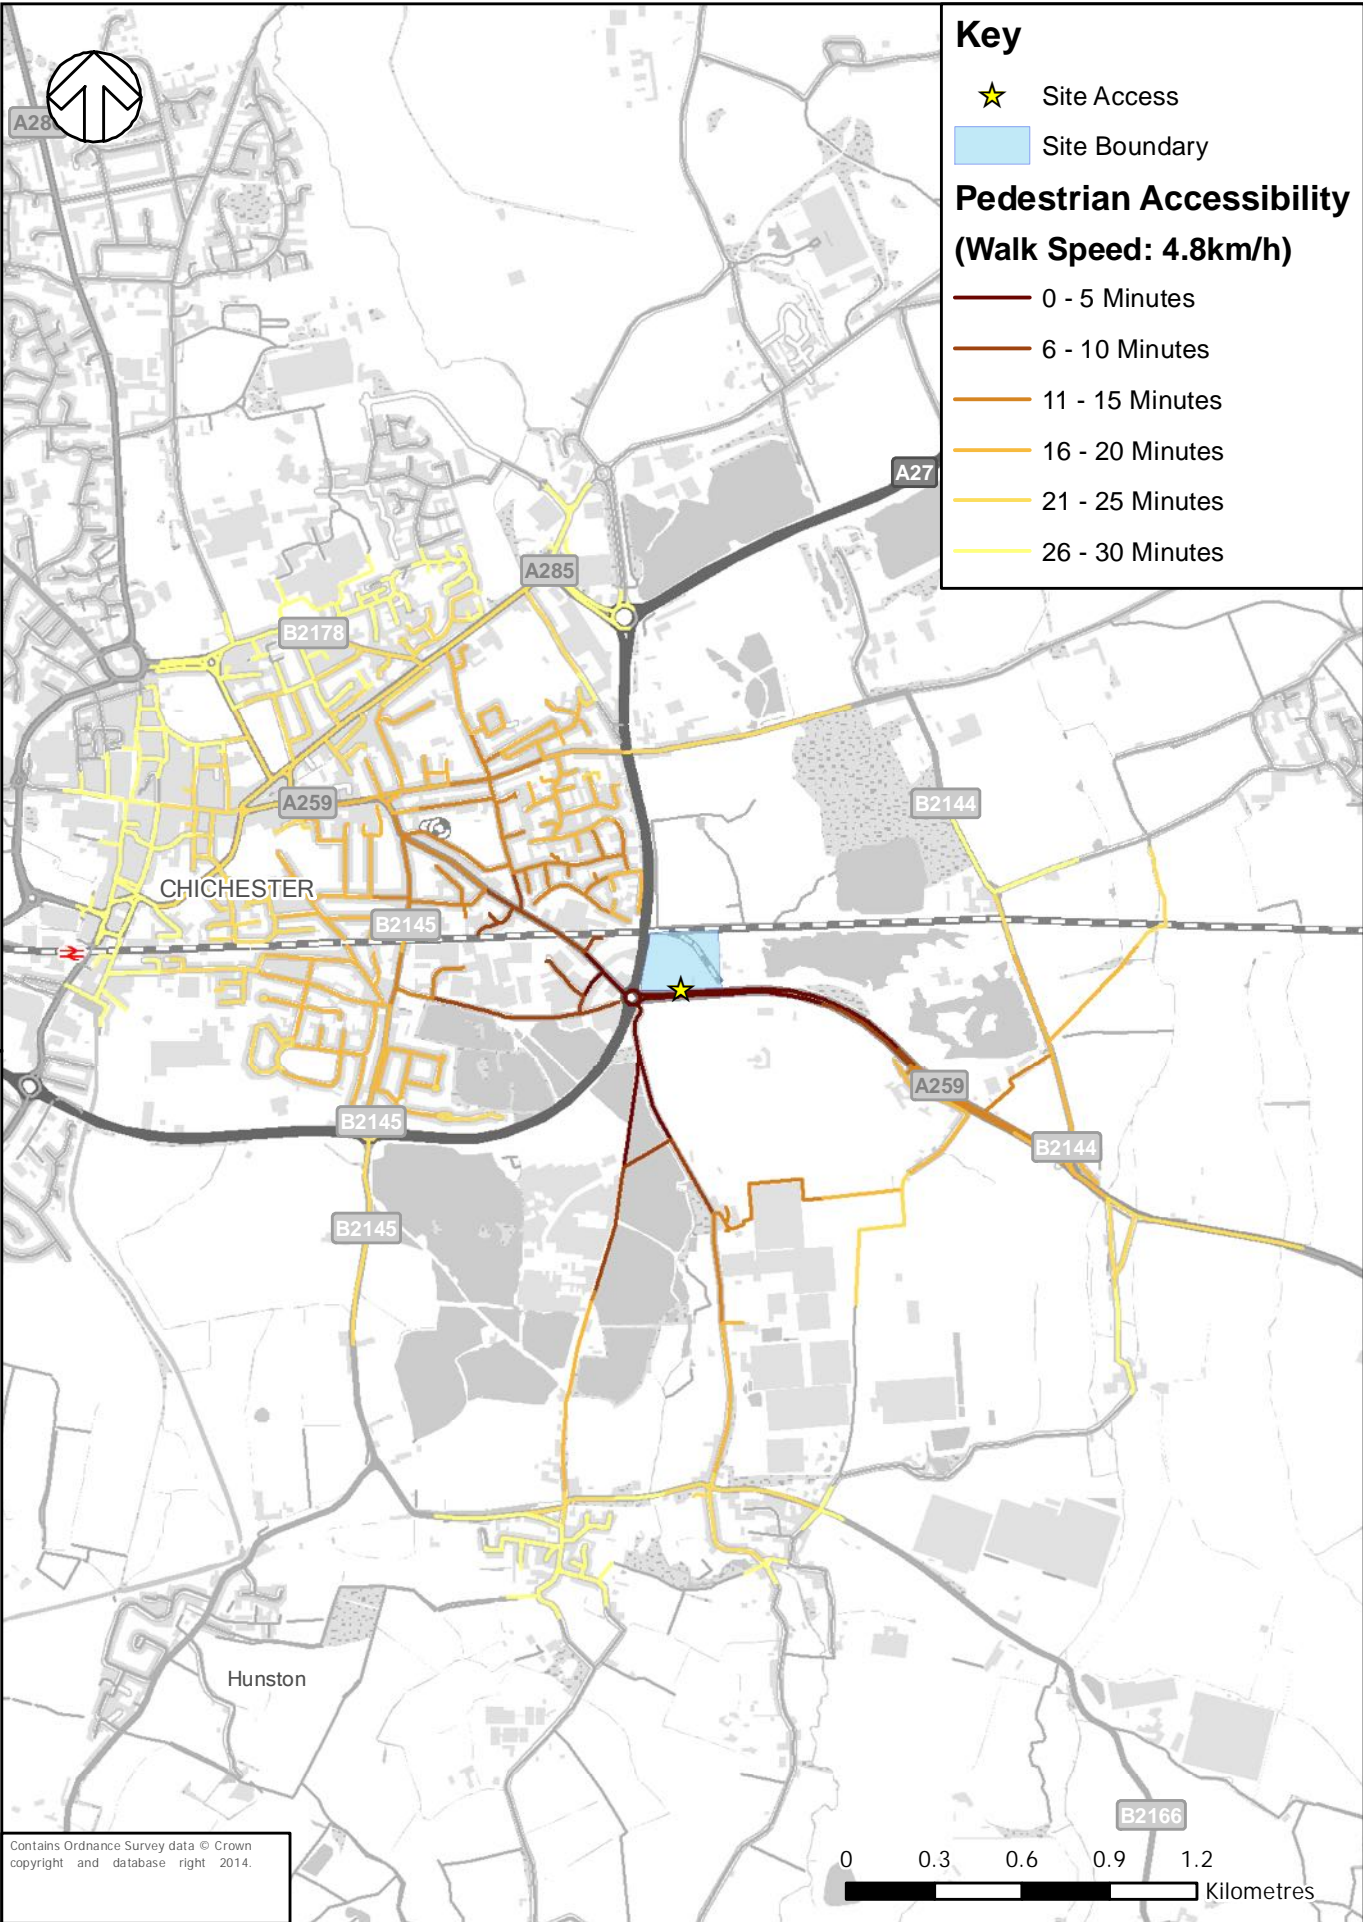 Key
Site Access
Site Boundary
Pedestrian Accessibility
(Walk Speed: 4.8km/h)
0 - 5 Minutes
6 - 10 Minutes
11 - 15 Minutes
16 - 20 Minutes
21 - 25 Minutes
26 - 30 Minutes
A27
A285
B2178
A259
B2144
CHICHESTER
B2145
A259
B2145
B2144
B2145
Hunston
B2166
Contains Ordnance Survey data © Crown
copyright and database right 2014.
0 0.3 0.6 0.9 1.2
Kilometres